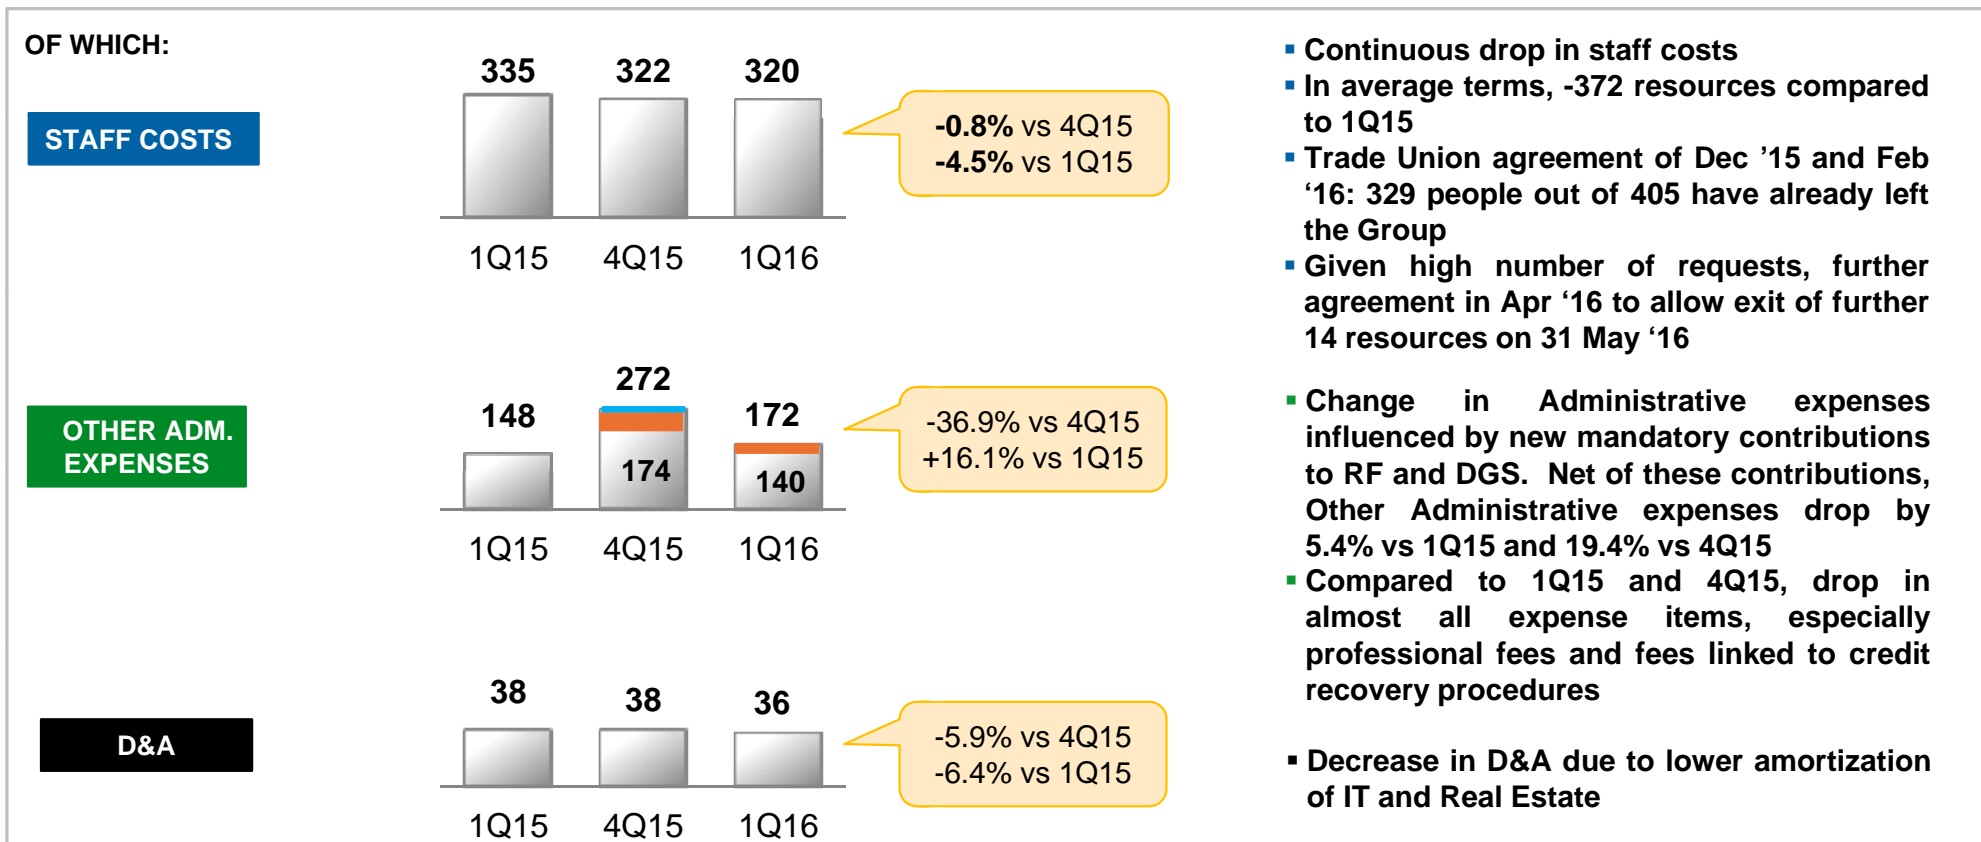 OF WHICH:
STAFF COSTS
335 322 320
1Q15 4Q15 1Q16
-0.8% vs 4Q15
-4.5% vs 1Q15
▪ Continuous drop in staff costs
▪ In average terms, -372 resources compared
to 1Q15
▪ Trade Union agreement of Dec ’15 and Feb
‘16: 329 people out of 405 have already left
the Group
▪ Given high number of requests, further
agreement in Apr ‘16 to allow exit of further
14 resources on 31 May ‘16
OTHER ADM.
EXPENSES
148 272 172
174 140
1Q15 4Q15 1Q16
-36.9% vs 4Q15
+16.1% vs 1Q15
▪ Change in Administrative expenses
influenced by new mandatory contributions
to RF and DGS. Net of these contributions,
Other Administrative expenses drop by
5.4% vs 1Q15 and 19.4% vs 4Q15
▪ Compared to 1Q15 and 4Q15, drop in
almost all expense items, especially
professional fees and fees linked to credit
recovery procedures
D&A
38 38 36
1Q15 4Q15 1Q16
-5.9% vs 4Q15
-6.4% vs 1Q15
▪ Decrease in D&A due to lower amortization
of IT and Real Estate